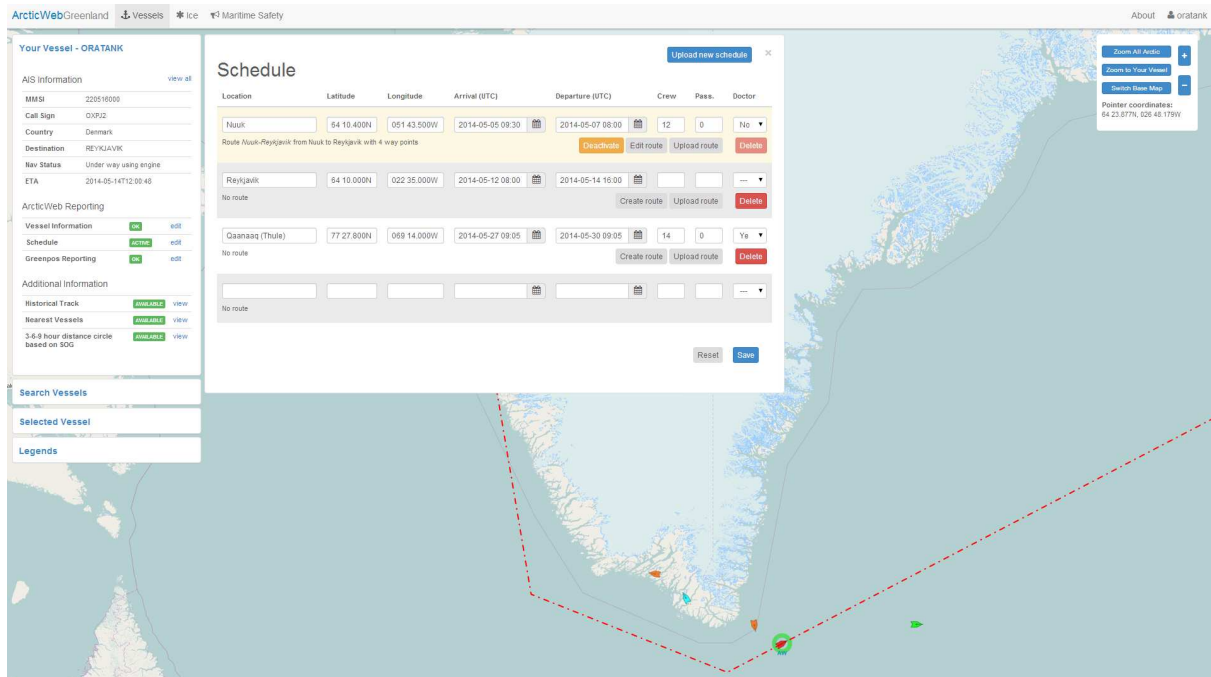 ArcticWebGreenland Vessels Ice Maritime Safety About oratank
Your Vessel - ORATANK
AIS Information view all
MMSI 220516000
Call Sign OXPJ2
Country Denmark
Destination REYKJAVIK
Nav Status Under way using engine
ETA 2014-05-14T12:00:48
ArcticWeb Reporting
Vessel Information OK edit
Schedule ACTIVE edit
Greenpos Reporting OK edit
Additional Information
Historical Track AVAILABLE view
Nearest Vessels AVAILABLE view
3-6-9 hour distance circle AVAILABLE view
based on SOG
Search Vessels
Selected Vessel
Legends
Upload new schedule ×
Schedule
Location Latitude Longitude Arrival (UTC) Departure (UTC) Crew Pass. Doctor
Nuuk 64 10.400N 051 43.500W 2014-05-05 09:30 2014-05-07 08:00 12 0 No
Route Nuuk-Reykjavik from Nuuk to Reykjavik with 4 way points Deactivate Edit route Upload route Delete
Reykjavik 64 10.000N 022 35.000W 2014-05-12 08:00 2014-05-14 16:00 ---
No route Create route Upload route Delete
Qaanaaq (Thule) 77 27.800N 069 14.000W 2014-05-27 09:05 2014-05-30 09:05 14 0 Ye
No route Create route Upload route Delete
---
No route
Reset Save
Zoom All Arctic +
Zoom to Your Vessel
Switch Base Map −
Pointer coordinates:
64 23.877N, 026 46.179W